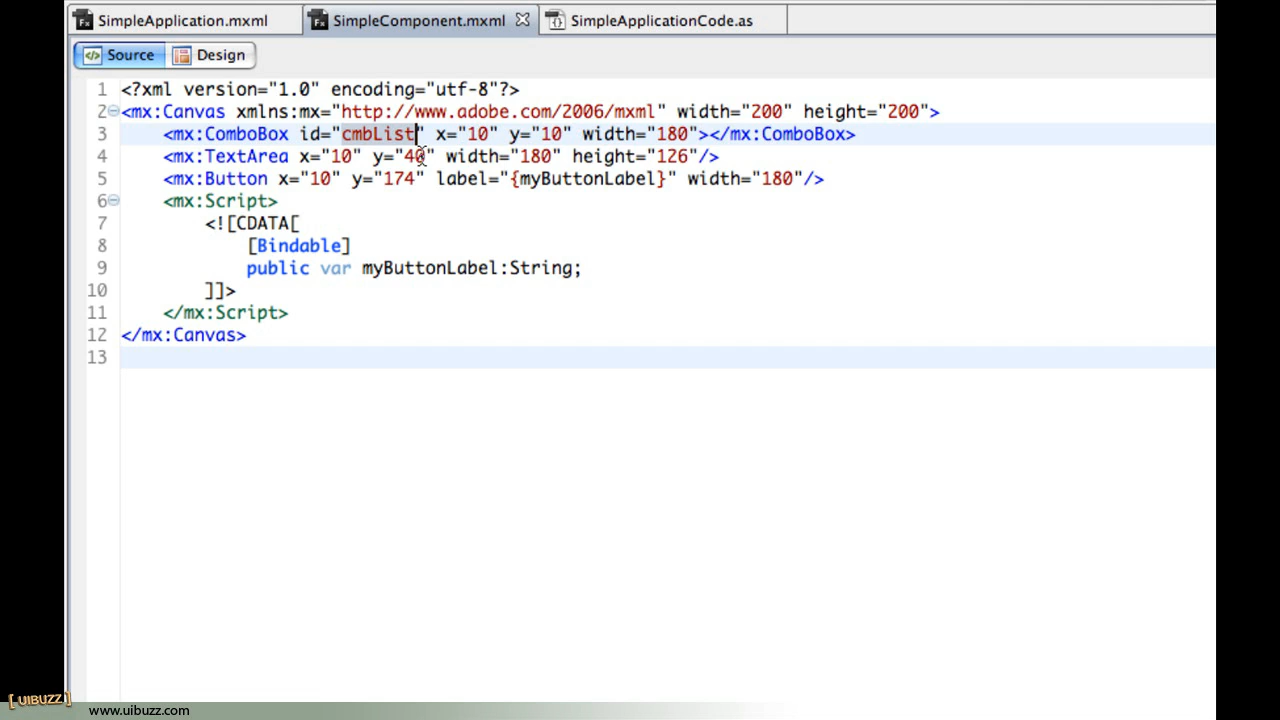 SimpleApplication.mxml SimpleComponent.mxml SimpleApplicationCode.as
Source Design
1 <?xml version="1.0" encoding="utf-8"?>
2 <mx:Canvas xmlns:mx="http://www.adobe.com/2006/mxml" width="200" height="200">
3 <mx:ComboBox id="cmbList" x="10" y="10" width="180"></mx:ComboBox>
4 <mx:TextArea x="10" y="40" width="180" height="126"/>
5 <mx:Button x="10" y="174" label="{myButtonLabel}" width="180"/>
6 <mx:Script>
7 <![CDATA[
8 [Bindable]
9 public var myButtonLabel:String;
10 ]]>
11 </mx:Script>
12 </mx:Canvas>
13
[UIBUZZ]
www.uibuzz.com